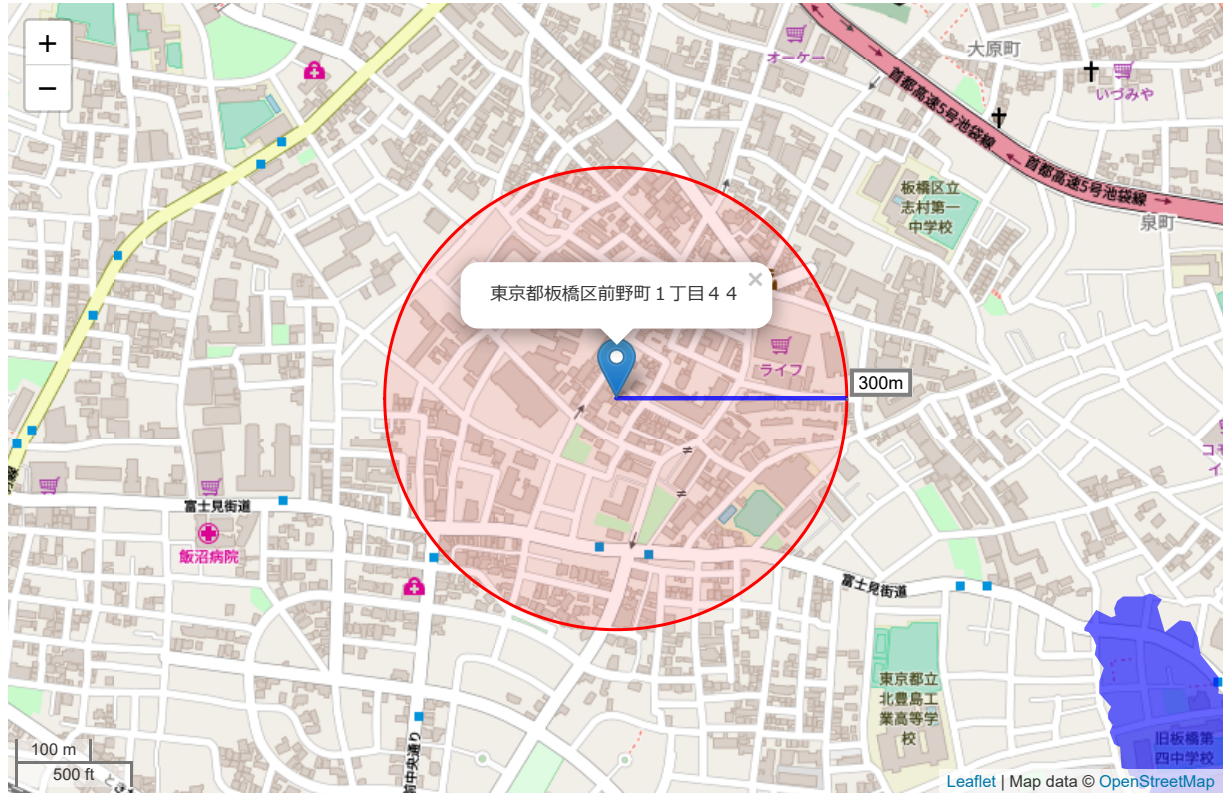 +
−
大原町
オーケー
いづみや
首都高速5号池袋線
首都高速5号池袋線
板橋区立
志村第一
中学校
泉町
東京都板橋区前野町１丁目４４
×
ライフ
300m
富士見街道
飯沼病院
富士見街道
東京都立
北豊島工
業高等学
校
前中央通り
旧板橋第
四中学校
100 m
500 ft
Leaflet | Map data © OpenStreetMap